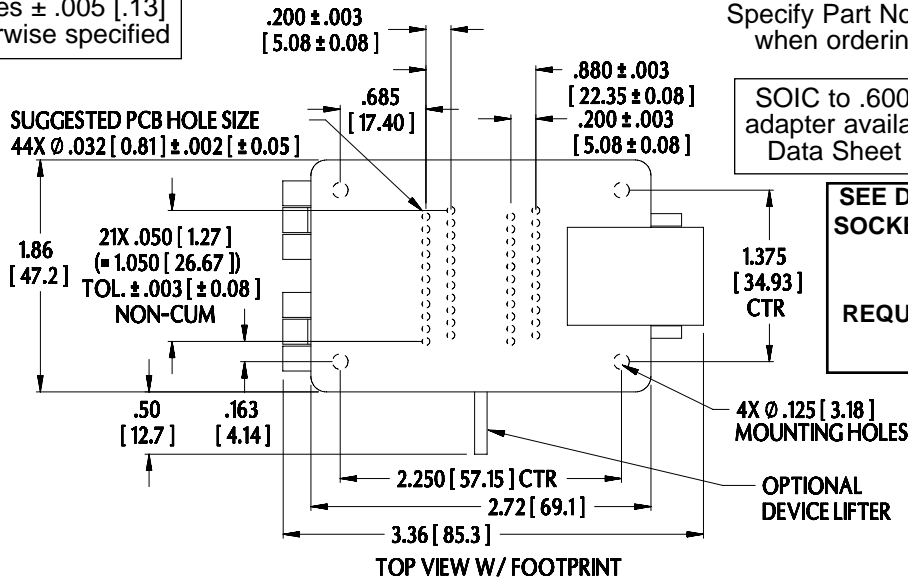 es ± .005 [.13]
rwise specified
.200 ± .003
[ 5.08 ± 0.08 ]
Specify Part No
when orderin
.880 ± .003
[ 22.35 ± 0.08 ]
.200 ± .003
[ 5.08 ± 0.08 ]
.685
[ 17.40 ]
SOIC to .600
adapter availa
Data Sheet
SUGGESTED PCB HOLE SIZE
44X Ø .032 [ 0.81 ] ± .002 [ ± 0.05 ]
SEE D
SOCKE
REQU
1.86
[ 47.2 ]
21X .050 [ 1.27 ]
(= 1.050 [ 26.67 ])
TOL. ± .003 [ ± 0.08 ]
NON-CUM
1.375
[ 34.93 ]
CTR
.50
[ 12.7 ]
.163
[ 4.14 ]
4X Ø .125 [ 3.18 ]
MOUNTING HOLES
2.250 [ 57.15 ] CTR
2.72 [ 69.1 ]
3.36 [ 85.3 ]
OPTIONAL
DEVICE LIFTER
TOP VIEW W/ FOOTPRINT